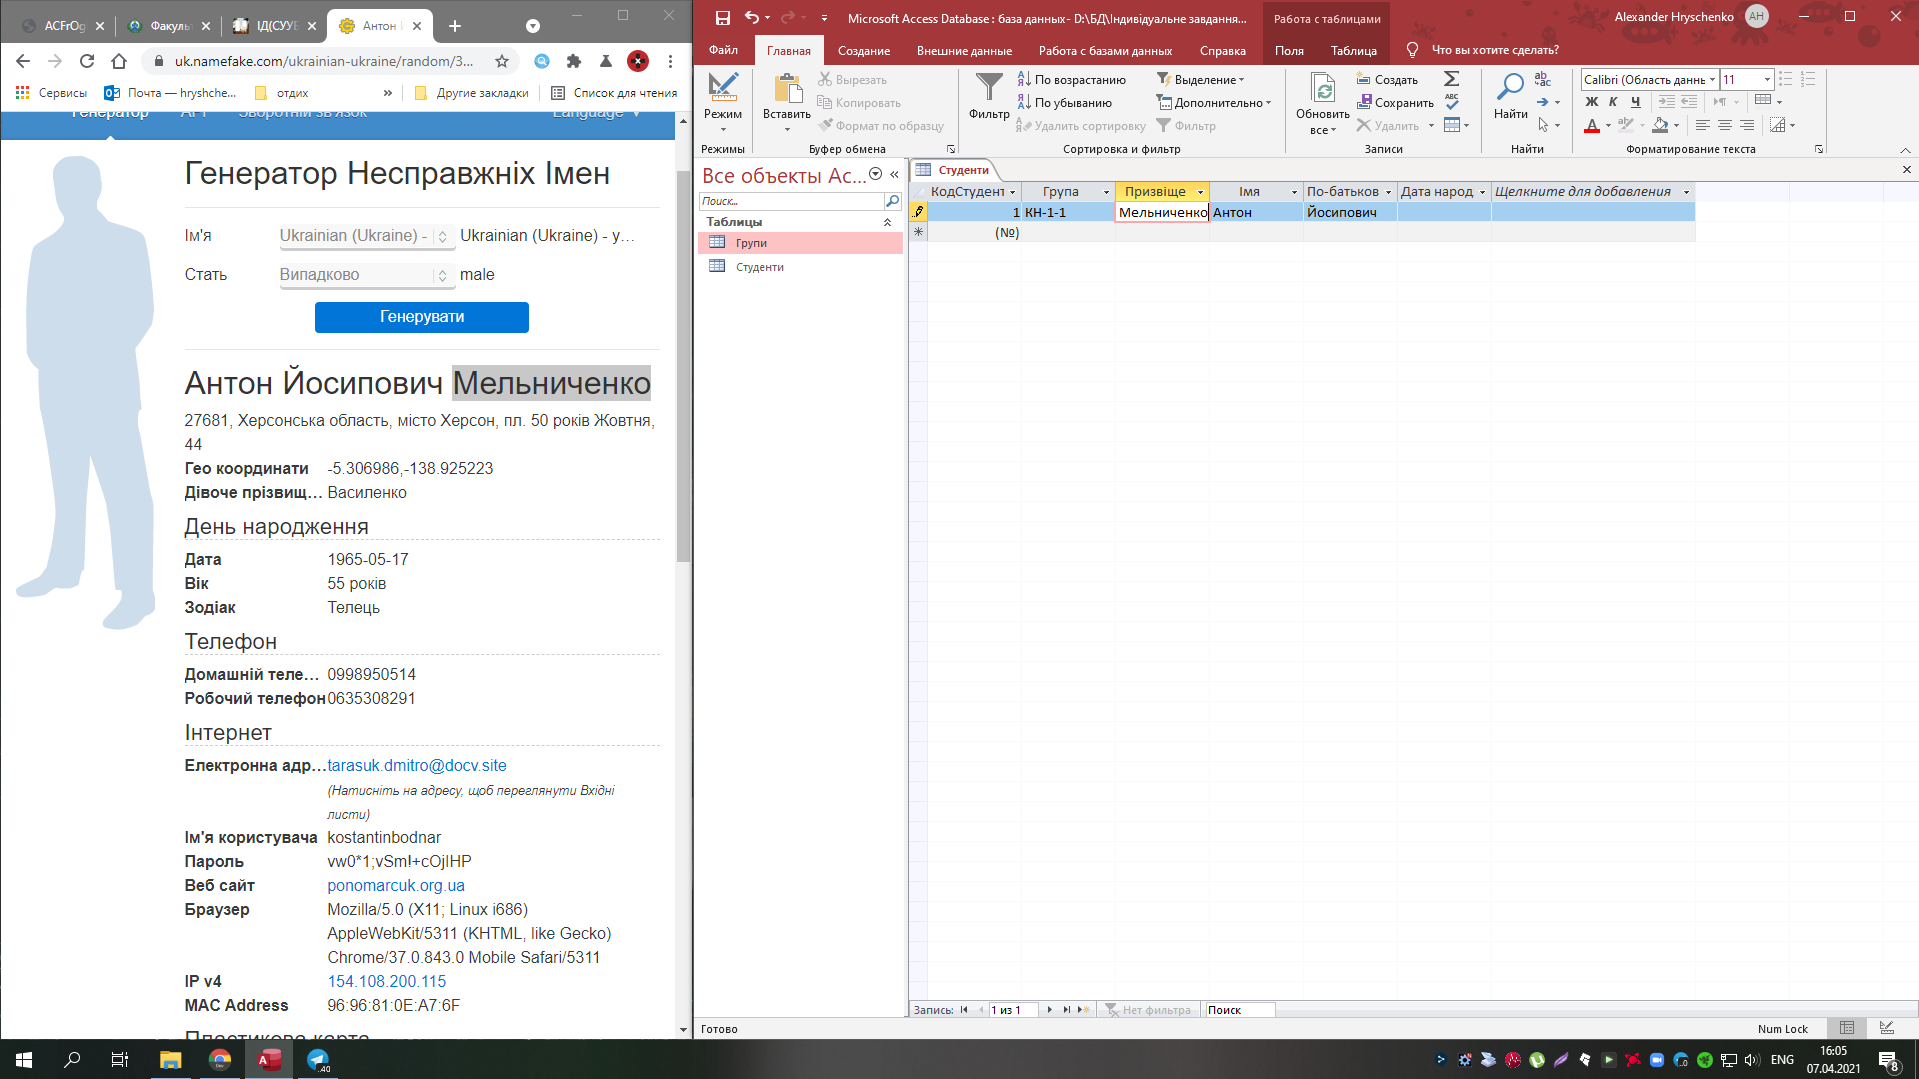 ACFrOg
Факульт
ІД(СУУЕ
Антон Й
uk.namefake.com/ukrainian-ukraine/random/3...
Сервисы
Почта — hryshche...
отдих
»
Другие закладки
Список для чтения
Генератор
API
Зворотній зв'язок
Language
Генератор Несправжніх Імен
Ім'я
Ukrainian (Ukraine) -
Ukrainian (Ukraine) - y…
Стать
Випадково
male
Генерувати
Антон Йосипович Мельниченко
27681, Херсонська область, місто Херсон, пл. 50 років Жовтня,
44
Гео координати -5.306986,-138.925223
Дівоче прізвищ… Василенко
День народження
Дата 1965-05-17
Вік 55 років
Зодіак Телець
Телефон
Домашній теле… 0998950514
Робочий телефон 0635308291
Інтернет
Електронна адр… tarasuk.dmitro@docv.site
(Натисніть на адресу, щоб переглянути Вхідні
листи)
Ім'я користувача kostantinbodnar
Пароль vw0*1;vSm!+cOjIHP
Веб сайт ponomarcuk.org.ua
Браузер Mozilla/5.0 (X11; Linux i686)
AppleWebKit/5311 (KHTML, like Gecko)
Chrome/37.0.843.0 Mobile Safari/5311
IP v4 154.108.200.115
MAC Address 96:96:81:0E:A7:6F
Пластикова карта
Microsoft Access Database : база данных- D:\БД\Індивідуальне завдання...
Работа с таблицами
Alexander Hryschenko
AH
Файл
Главная
Создание
Внешние данные
Работа с базами данных
Справка
Поля
Таблица
Что вы хотите сделать?
Режим
Режимы
Вставить
Вырезать
Копировать
Формат по образцу
Буфер обмена
Фильтр
По возрастанию
По убыванию
Удалить сортировку
Выделение
Дополнительно
Фильтр
Сортировка и фильтр
Обновить
все
Создать
Сохранить
Удалить
Записи
Найти
Найти
Calibri (Область даннь
11
Ж К Ч
Форматирование текста
Все объекты Ac...
Поиск...
Таблицы
Групи
Студенти
Студенти
КодСтудент Група Призвіще Імя По-батьков Дата народ Щелкните для добавления
1 КН-1-1 Мельниченко Антон Йосипович
(№)
Запись:
1 из 1
Нет фильтра
Поиск
Готово
Num Lock
.40
ENG
16:05
07.04.2021
8